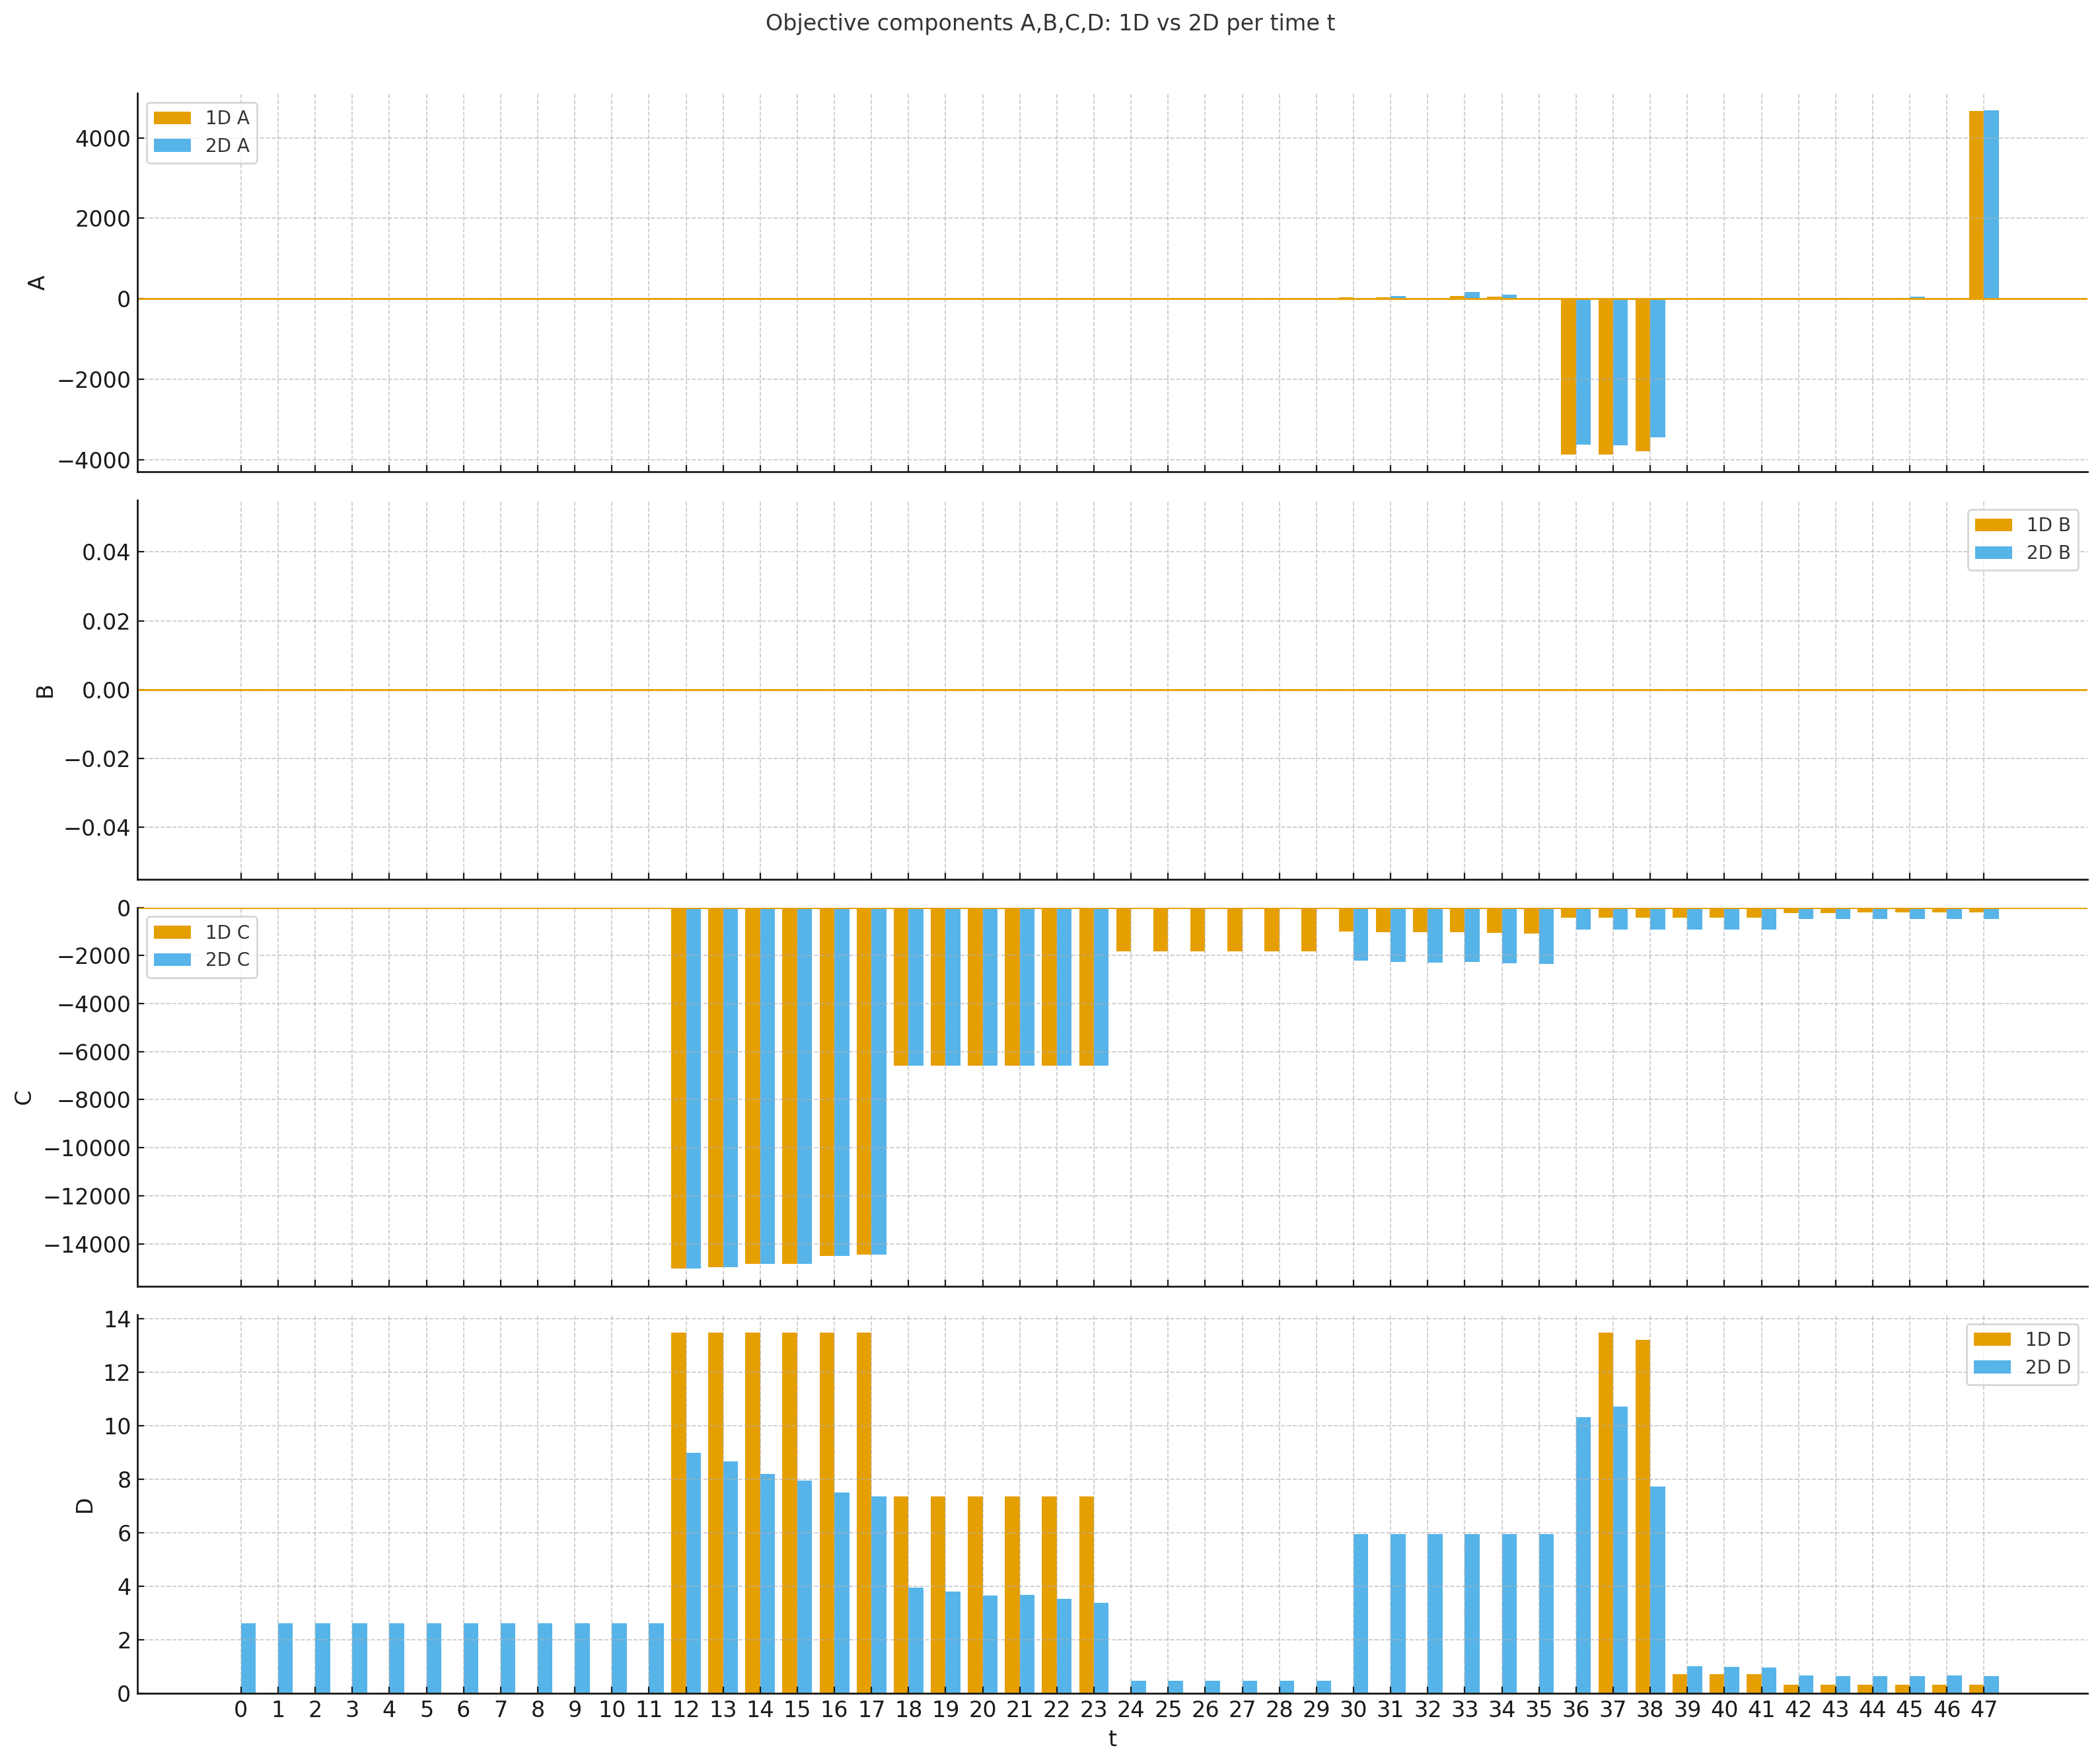 Objective components A,B,C,D: 1D vs 2D per time t
1D A
2D A
4000
2000
0
−2000
−4000
A
1D B
2D B
0.04
0.02
0.00
−0.02
−0.04
B
1D C
2D C
0
−2000
−4000
−6000
−8000
−10000
−12000
−14000
C
1D D
2D D
14
12
10
8
6
4
2
0
D
0 1 2 3 4 5 6 7 8 9 10 11 12 13 14 15 16 17 18 19 20 21 22 23 24 25 26 27 28 29 30 31 32 33 34 35 36 37 38 39 40 41 42 43 44 45 46 47
t